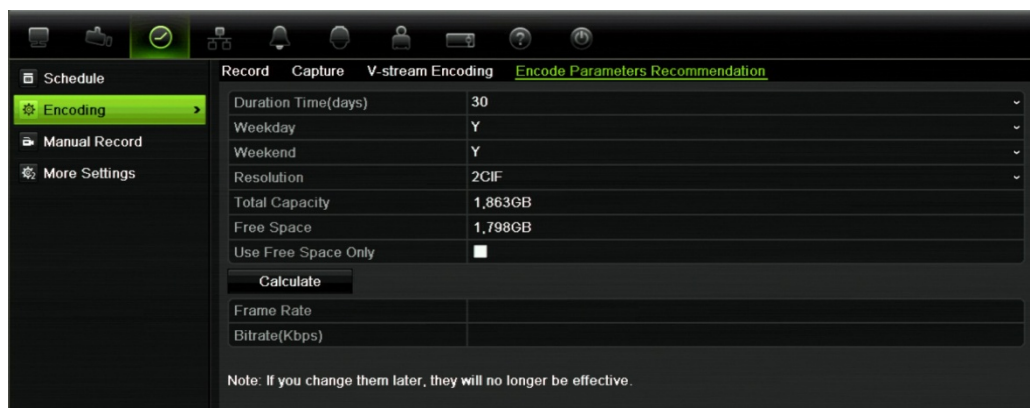 Schedule
Encoding
Manual Record
More Settings
Record Capture V-stream Encoding Encode Parameters Recommendation
Duration Time(days) 30
Weekday Y
Weekend Y
Resolution 2CIF
Total Capacity 1,863GB
Free Space 1,798GB
Use Free Space Only
Calculate
Frame Rate
Bitrate(Kbps)
Note: If you change them later, they will no longer be effective.